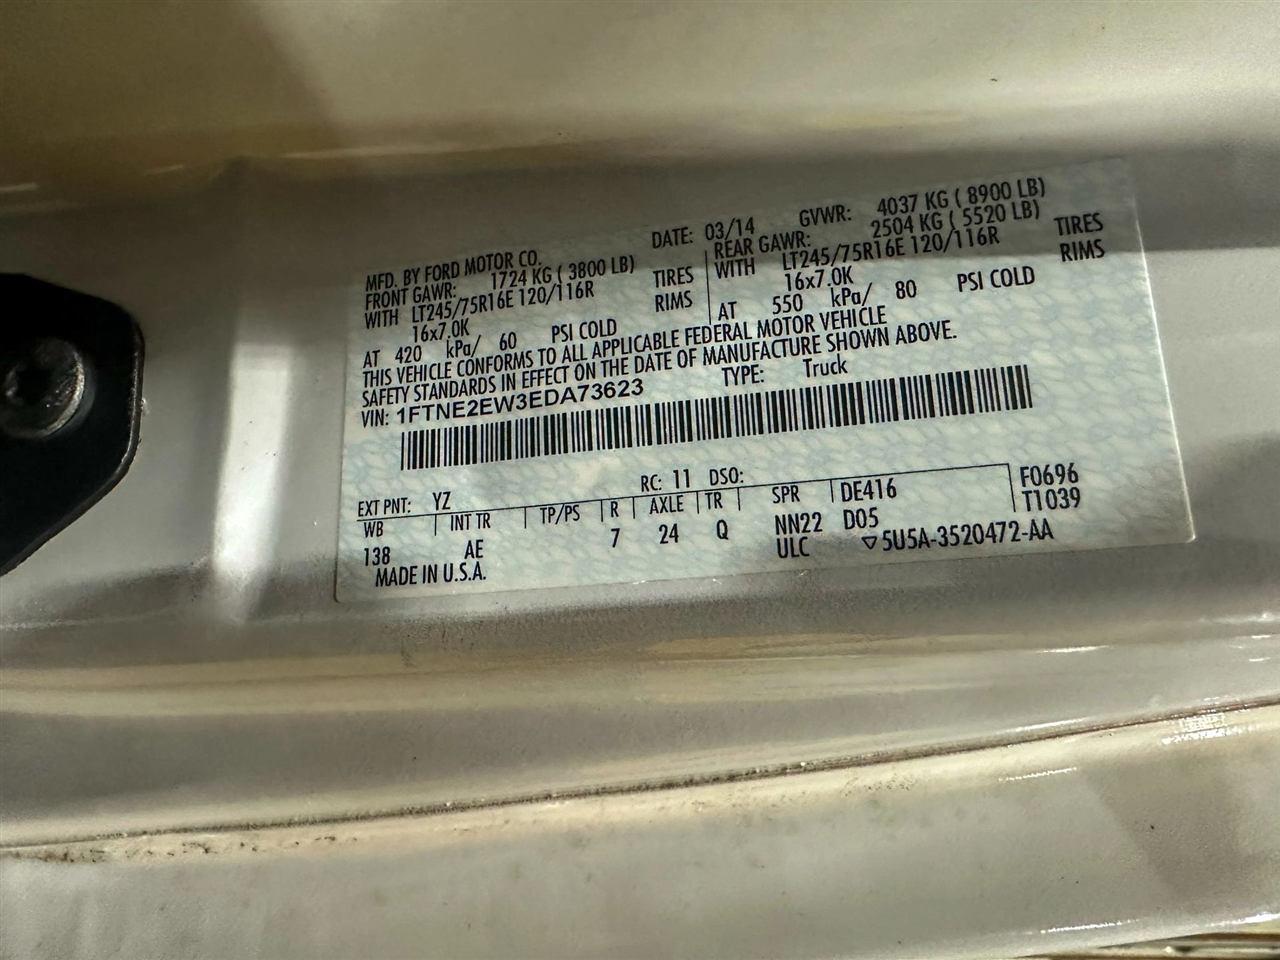 MFD. BY FORD MOTOR CO.
DATE: 03/14 GVWR: 4037 KG ( 8900 LB)
FRONT GAWR: 1724 KG ( 3800 LB)
REAR GAWR: 2504 KG ( 5520 LB)
WITH LT245/75R16E 120/116R TIRES
WITH LT245/75R16E 120/116R TIRES
16x7.0K RIMS
16x7.0K RIMS
AT 420 kPa/ 60 PSI COLD
AT 550 kPa/ 80 PSI COLD
THIS VEHICLE CONFORMS TO ALL APPLICABLE FEDERAL MOTOR VEHICLE
SAFETY STANDARDS IN EFFECT ON THE DATE OF MANUFACTURE SHOWN ABOVE.
VIN: 1FTNE2EW3EDA73623 TYPE: Truck
EXT PNT: YZ RC: 11 DSO: F0696
WB INT TR TP/PS R AXLE TR SPR DE416 T1039
138 AE 7 24 Q NN22 D05
MADE IN U.S.A. ULC ▽5U5A-3520472-AA